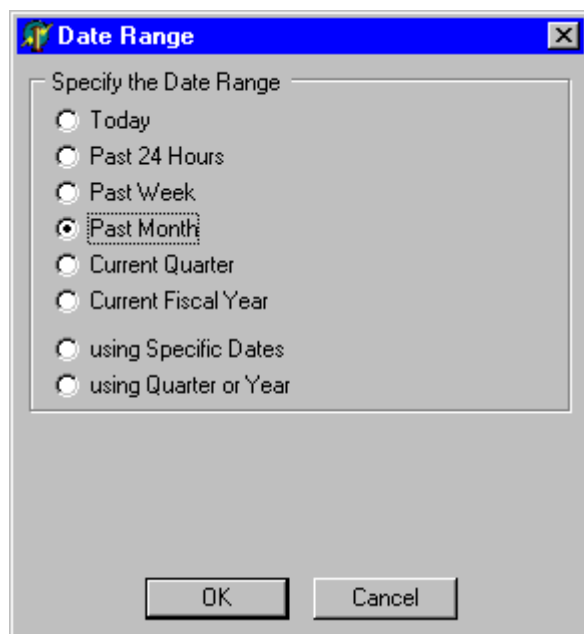 Date Range
Specify the Date Range
Today
Past 24 Hours
Past Week
Past Month
Current Quarter
Current Fiscal Year
using Specific Dates
using Quarter or Year
OK Cancel